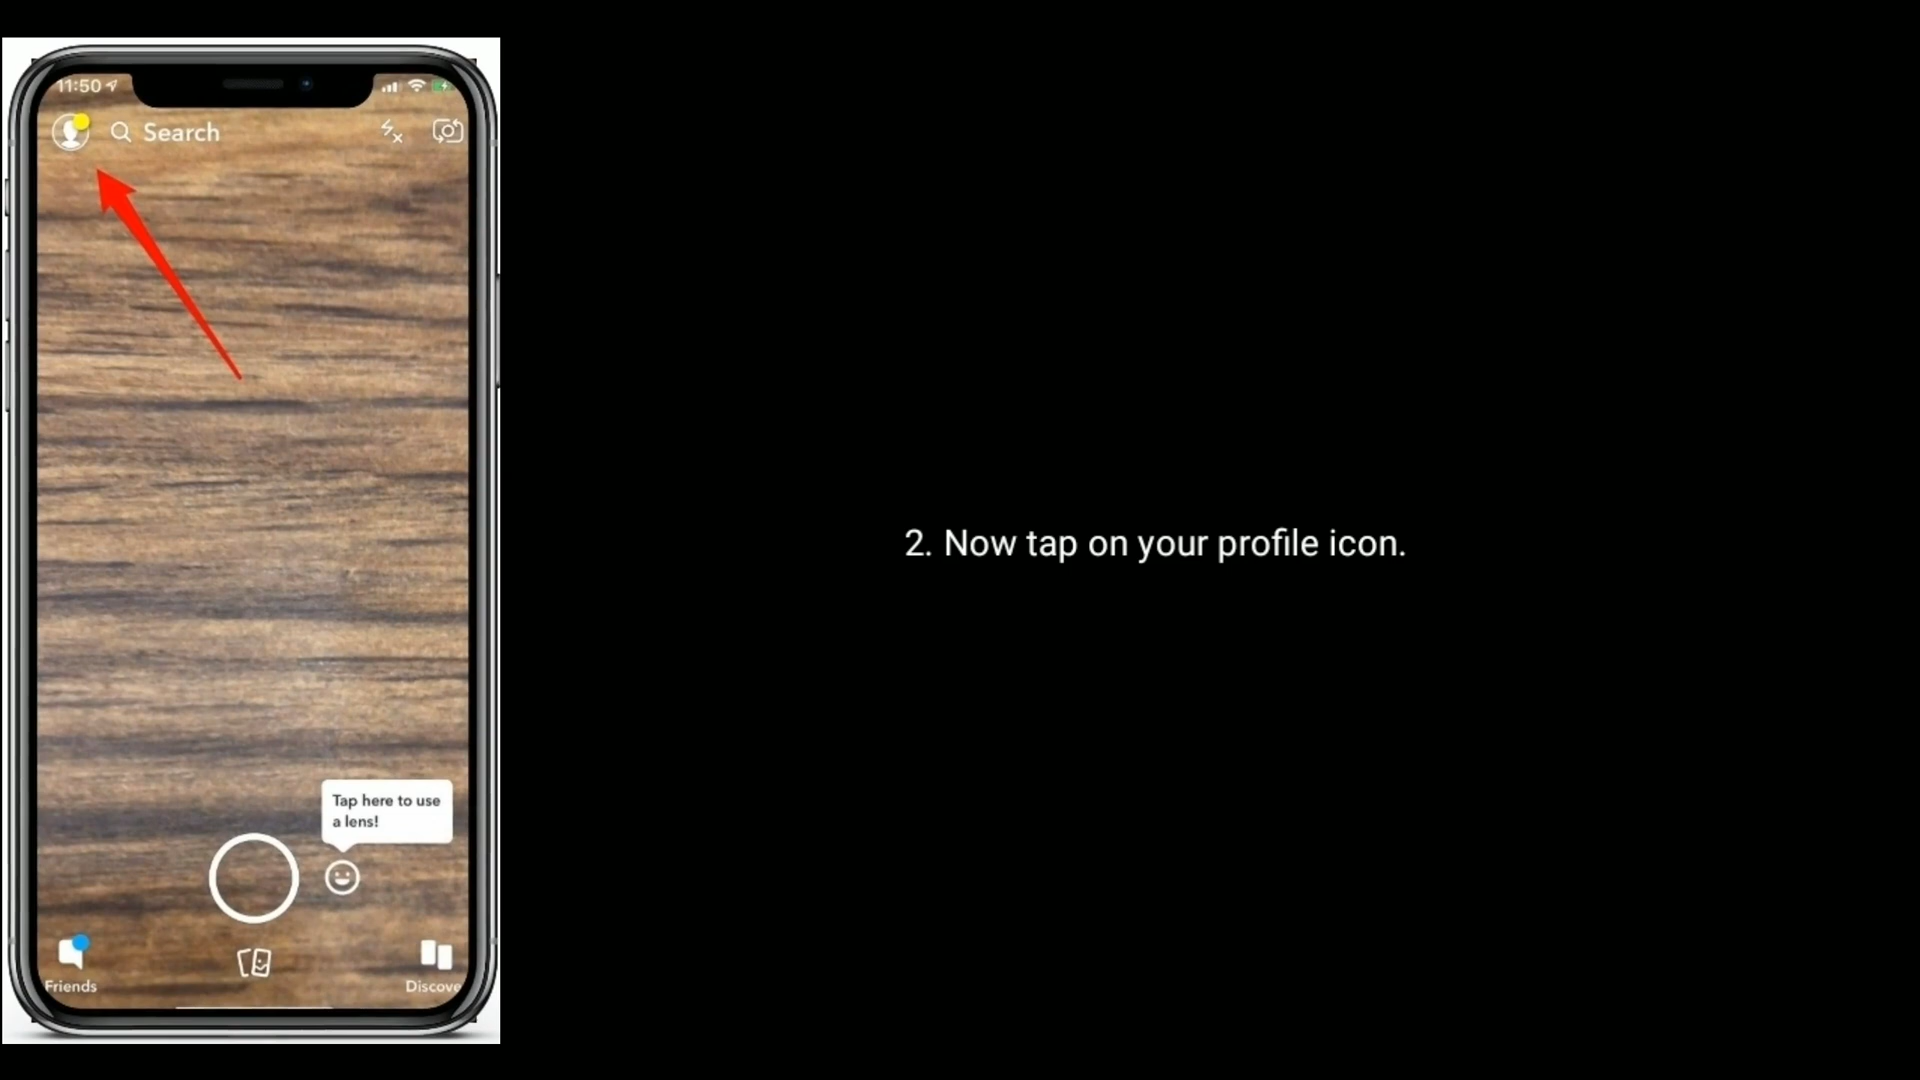 11:50
Search
2. Now tap on your profile icon.
Tap here to use
a lens!
Friends
Discove